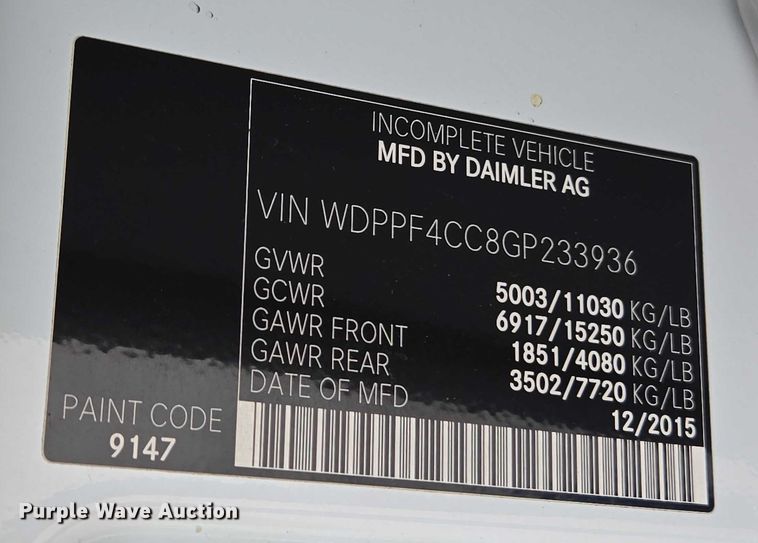 INCOMPLETE VEHICLE
MFD BY DAIMLER AG
VIN WDPPF4CC8GP233936
GVWR 5003/11030 KG/LB
GCWR 6917/15250 KG/LB
GAWR FRONT 1851/4080 KG/LB
GAWR REAR 3502/7720 KG/LB
DATE OF MFD 12/2015
PAINT CODE
9147
Purple Wave Auction